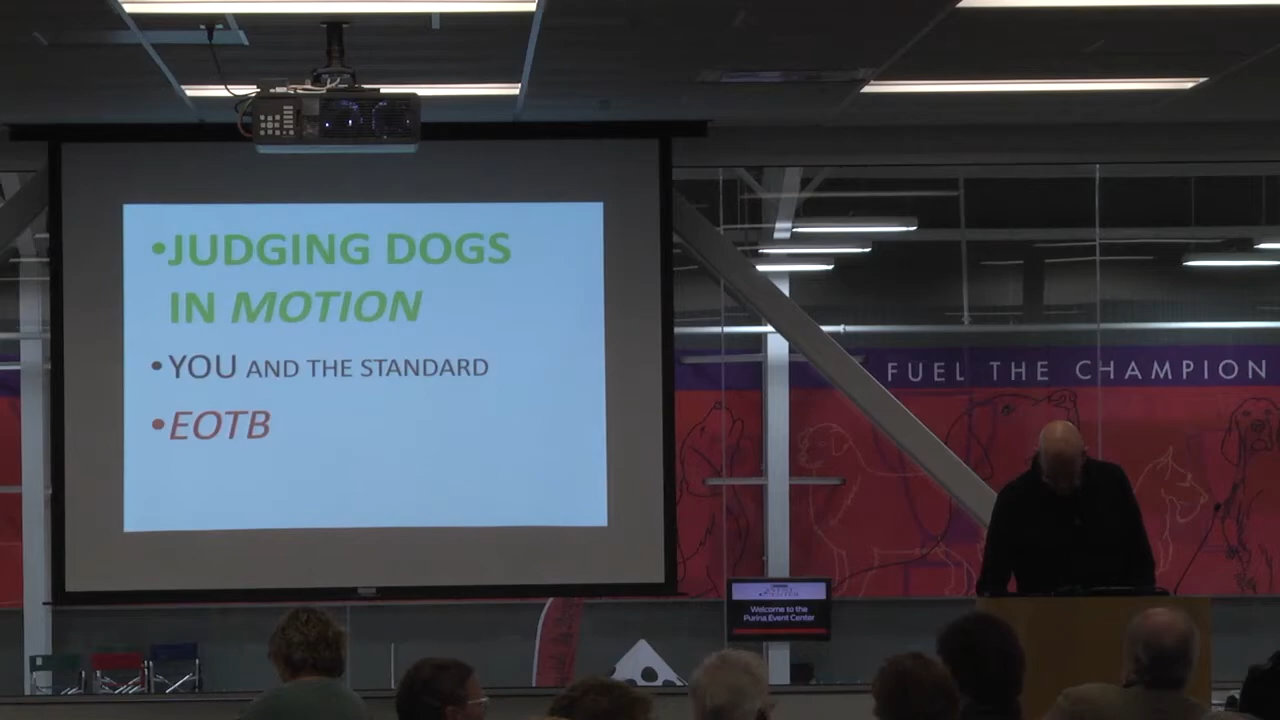 •JUDGING DOGS
IN MOTION
•YOU AND THE STANDARD
•EOTB
FUEL THE CHAMPION
Welcome to the
Purina Event Center